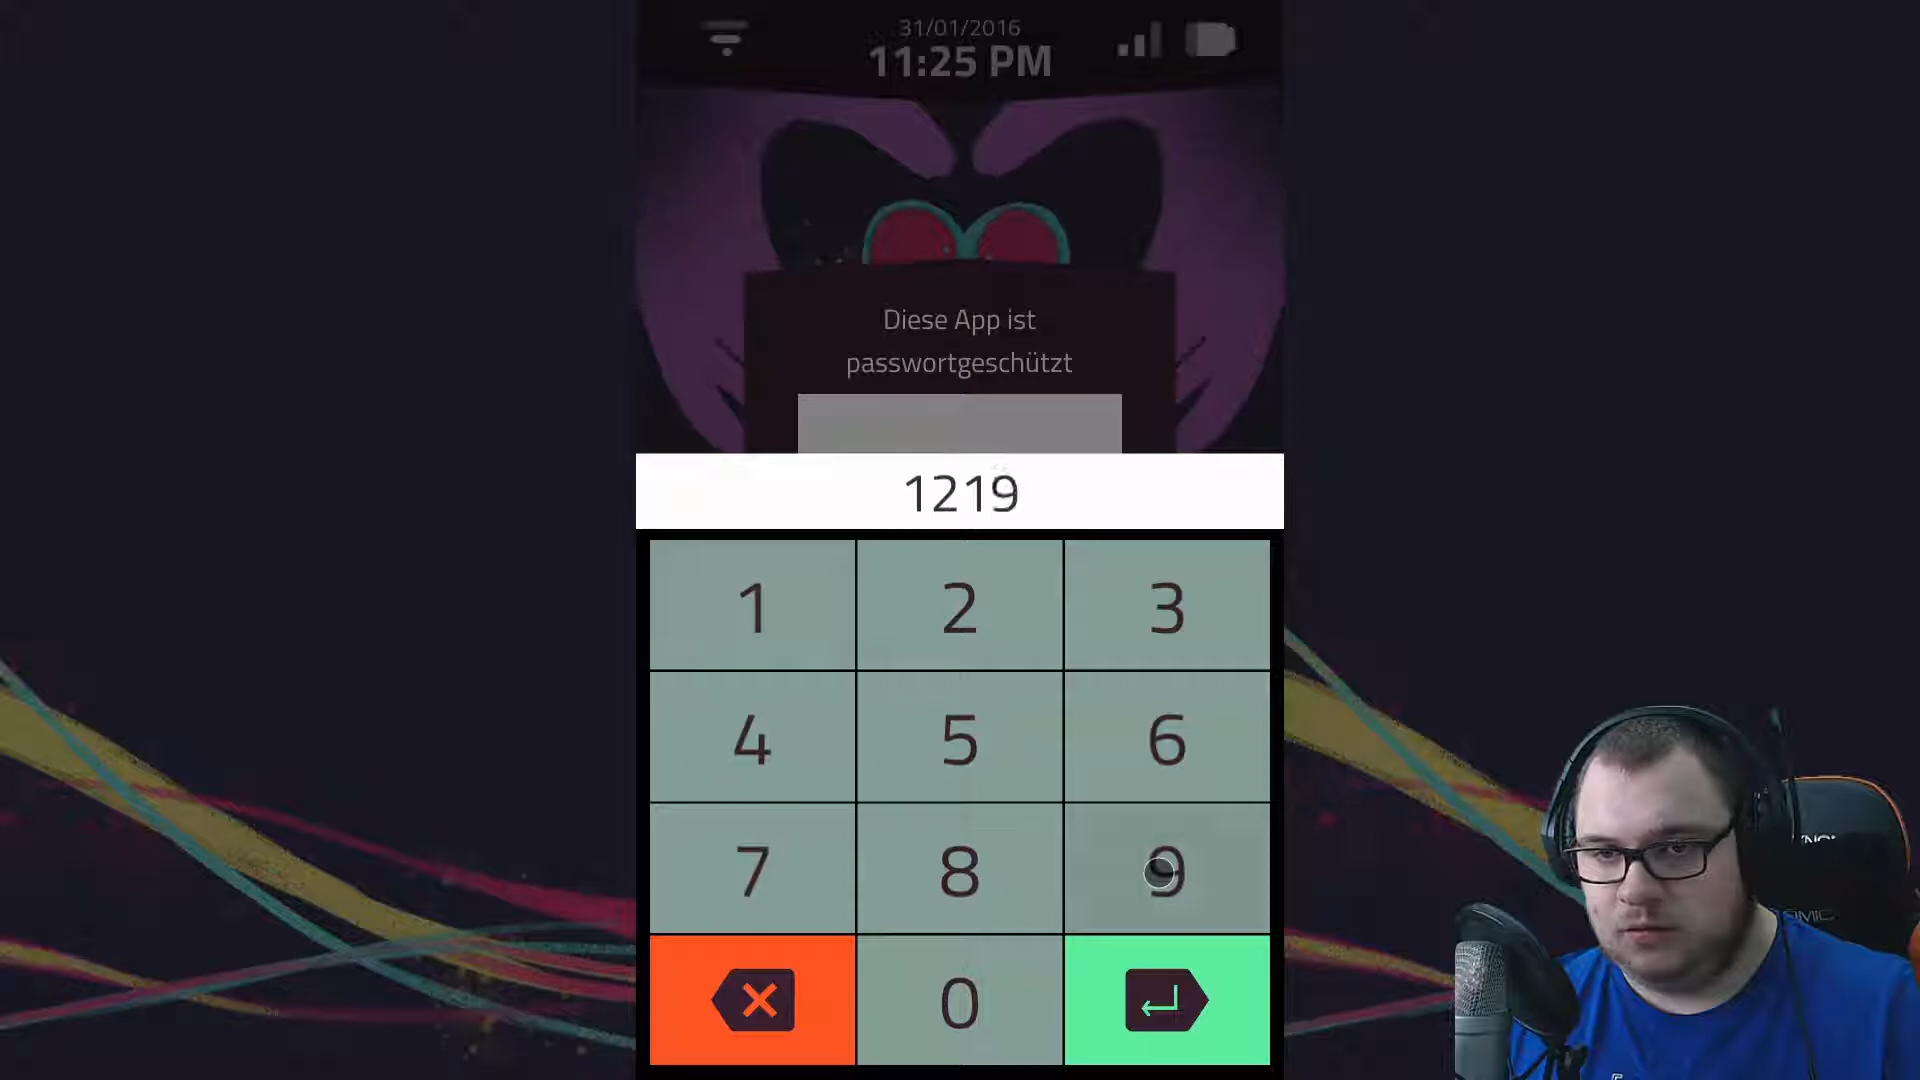 31/01/2016
11:25 PM
Diese App ist
passwortgeschützt
1219
1 2 3
4 5 6
7 8 9
0